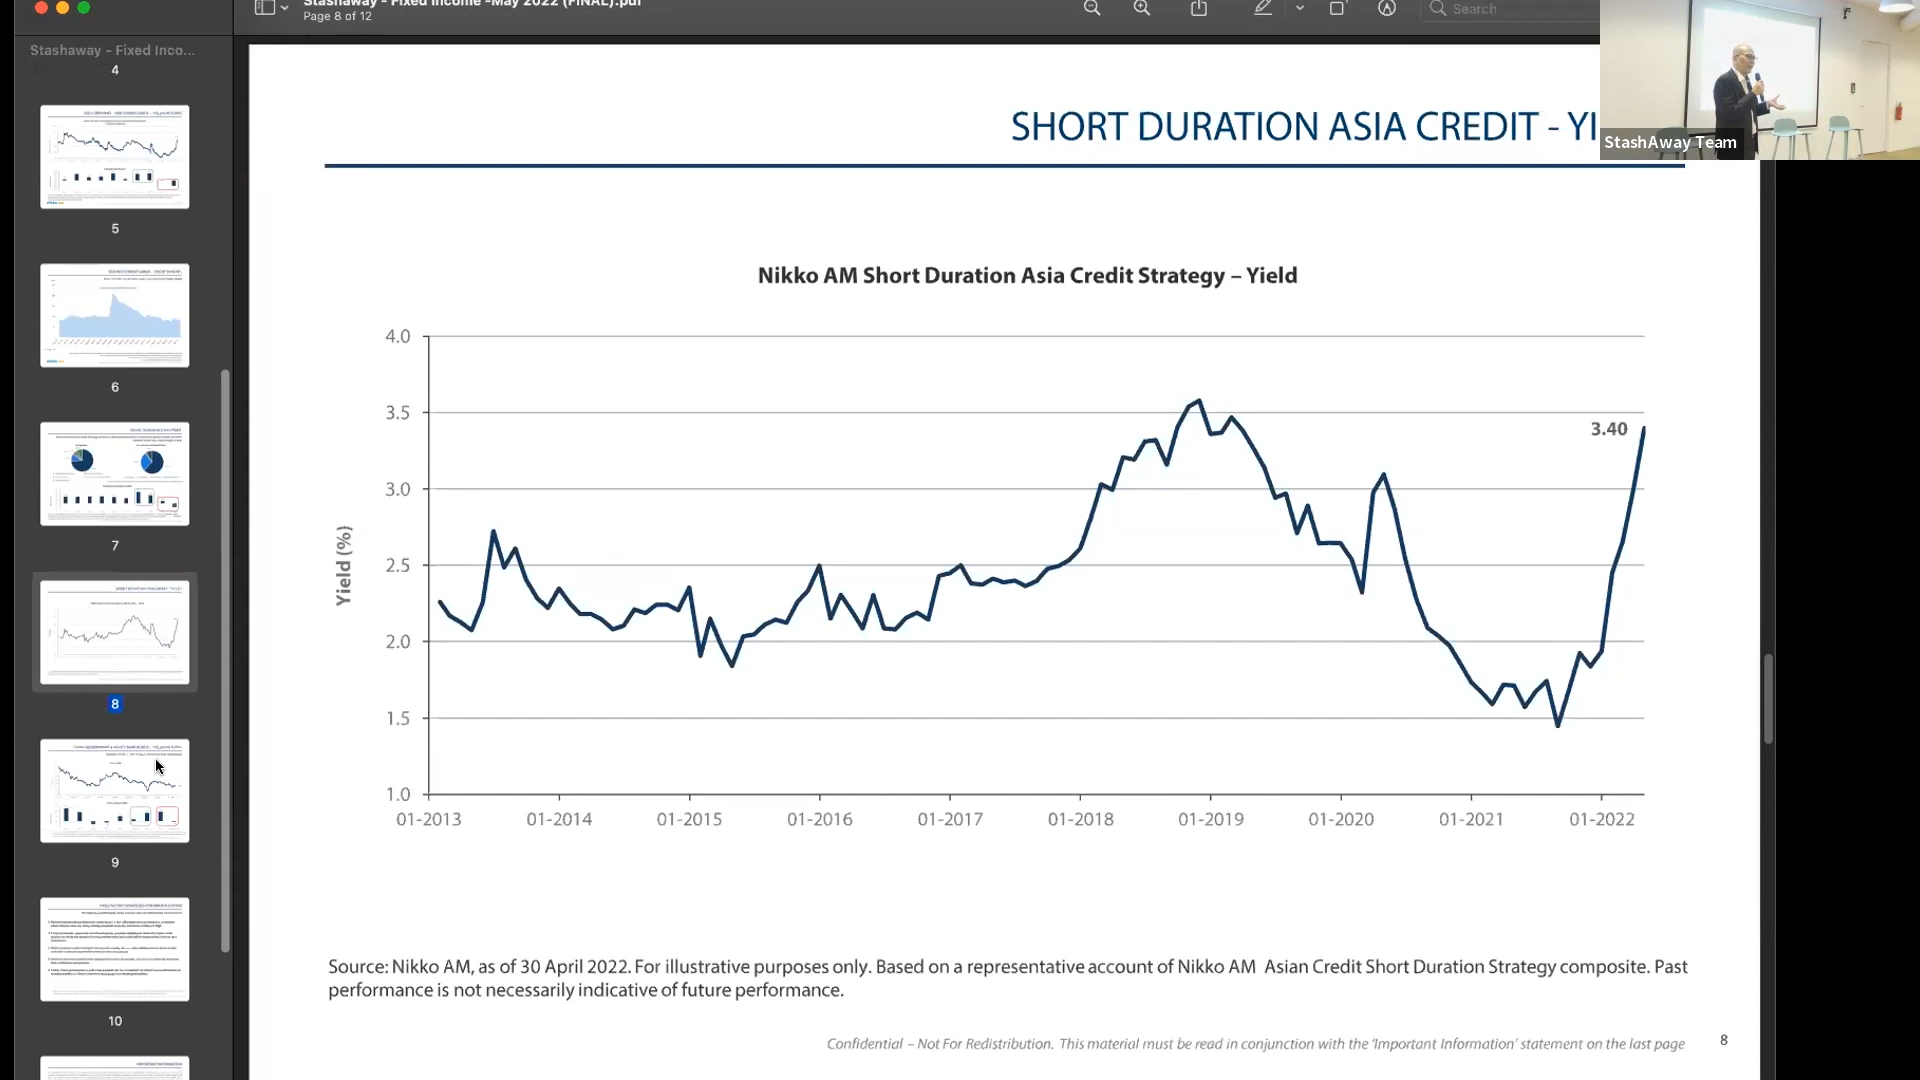 Stashaway - Fixed Income -May 2022 (FINAL).pdf
Page 8 of 12
Search
Stashaway - Fixed Inco...
4
5
6
7
8
9
10
StashAway Team
SHORT DURATION ASIA CREDIT - YI
Nikko AM Short Duration Asia Credit Strategy – Yield
Yield (%)
4.0
3.5
3.0
2.5
2.0
1.5
1.0
3.40
01-2013
01-2014
01-2015
01-2016
01-2017
01-2018
01-2019
01-2020
01-2021
01-2022
Source: Nikko AM, as of 30 April 2022. For illustrative purposes only. Based on a representative account of Nikko AM Asian Credit Short Duration Strategy composite. Past
performance is not necessarily indicative of future performance.
Confidential – Not For Redistribution. This material must be read in conjunction with the 'Important Information' statement on the last page
8